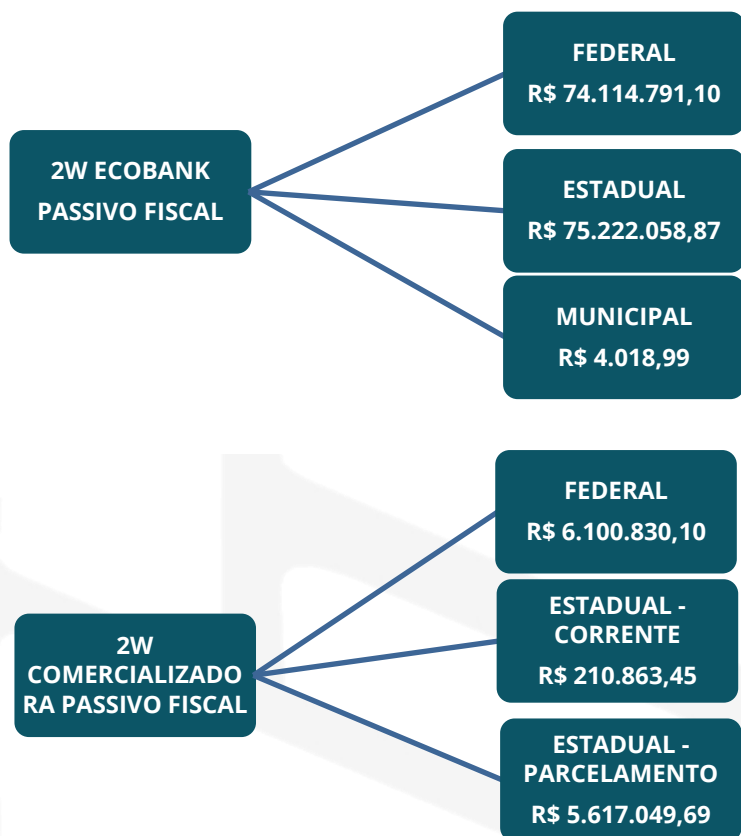 2W ECOBANK
PASSIVO FISCAL
FEDERAL
R$ 74.114.791,10
ESTADUAL
R$ 75.222.058,87
MUNICIPAL
R$ 4.018,99
2W
COMERCIALIZADO
RA PASSIVO FISCAL
FEDERAL
R$ 6.100.830,10
ESTADUAL -
CORRENTE
R$ 210.863,45
ESTADUAL -
PARCELAMENTO
R$ 5.617.049,69